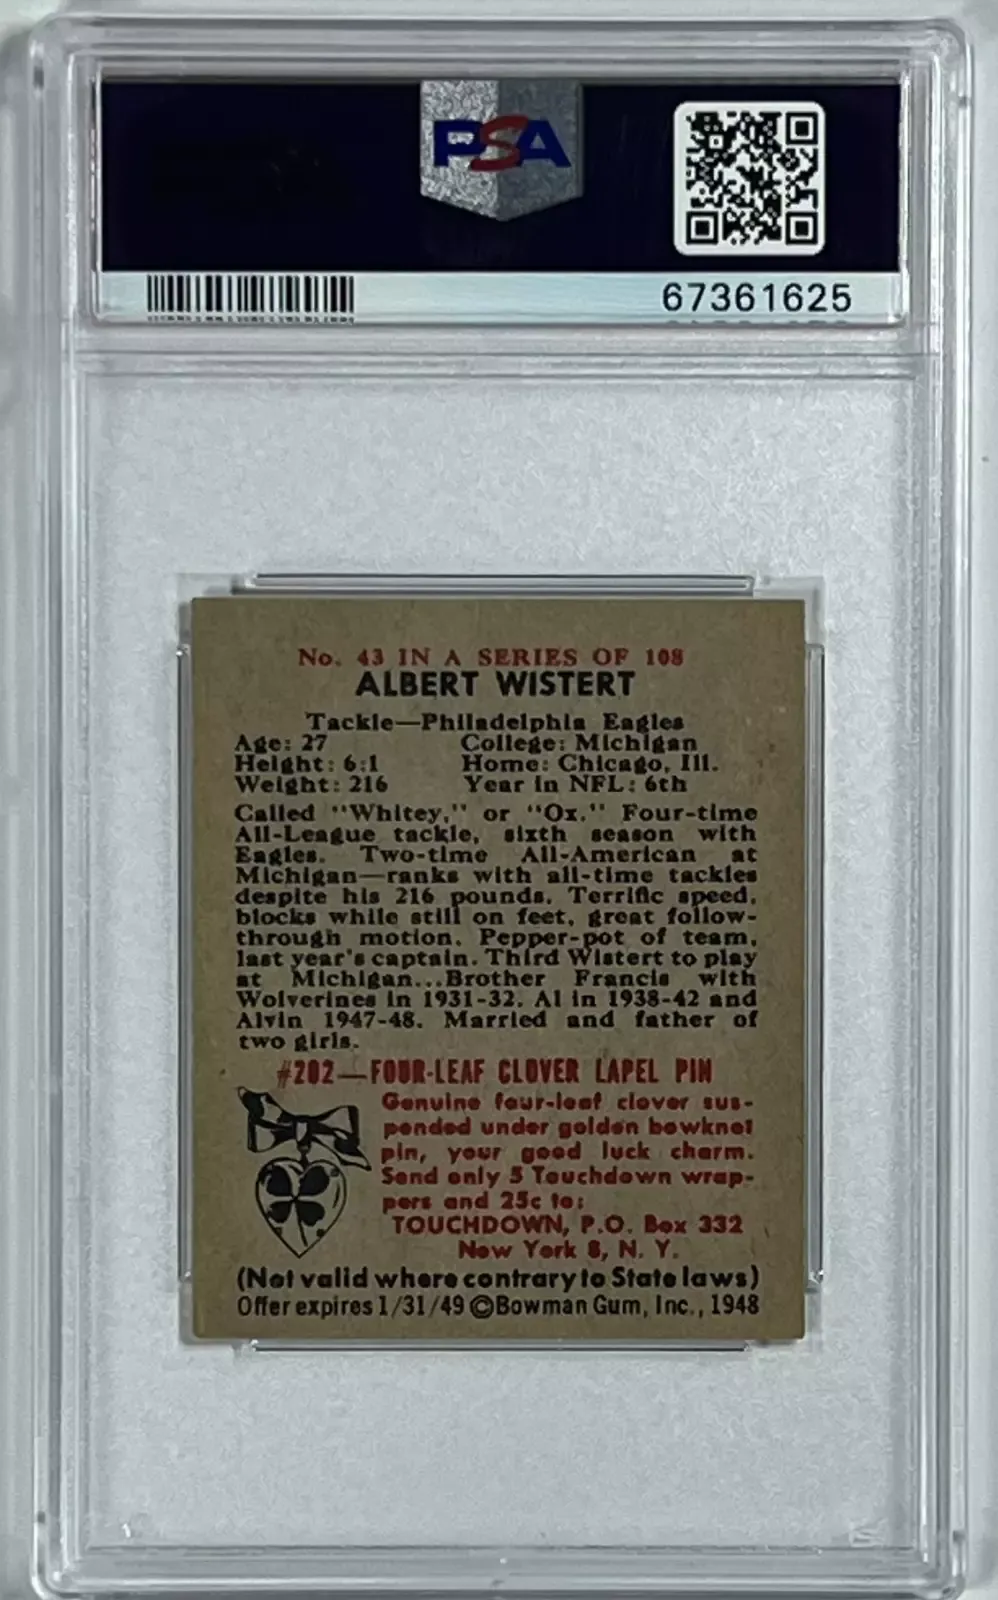 PSA
67361625
No. 43 IN A SERIES OF 108
ALBERT WISTERT
Tackle—Philadelphia Eagles
Age: 27 College: Michigan
Height: 6:1 Home: Chicago, Ill.
Weight: 216 Year in NFL: 6th
Called "Whitey," or "Ox." Four-time
All-League tackle, sixth season with
Eagles. Two-time All-American at
Michigan—ranks with all-time tackles
despite his 216 pounds. Terrific speed,
blocks while still on feet, great follow-
through motion. Pepper-pot of team,
last year's captain. Third Wistert to play
at Michigan...Brother Francis with
Wolverines in 1931-32. Al in 1938-42 and
Alvin 1947-48. Married and father of
two girls.
#202—FOUR-LEAF CLOVER LAPEL PIN
Genuine four-leaf clover sus-
pended under golden bowknot
pin, your good luck charm.
Send only 5 Touchdown wrap-
pers and 25c to:
TOUCHDOWN, P.O. Box 332
New York 8, N. Y.
(Not valid where contrary to State laws)
Offer expires 1/31/49 ©Bowman Gum, Inc., 1948